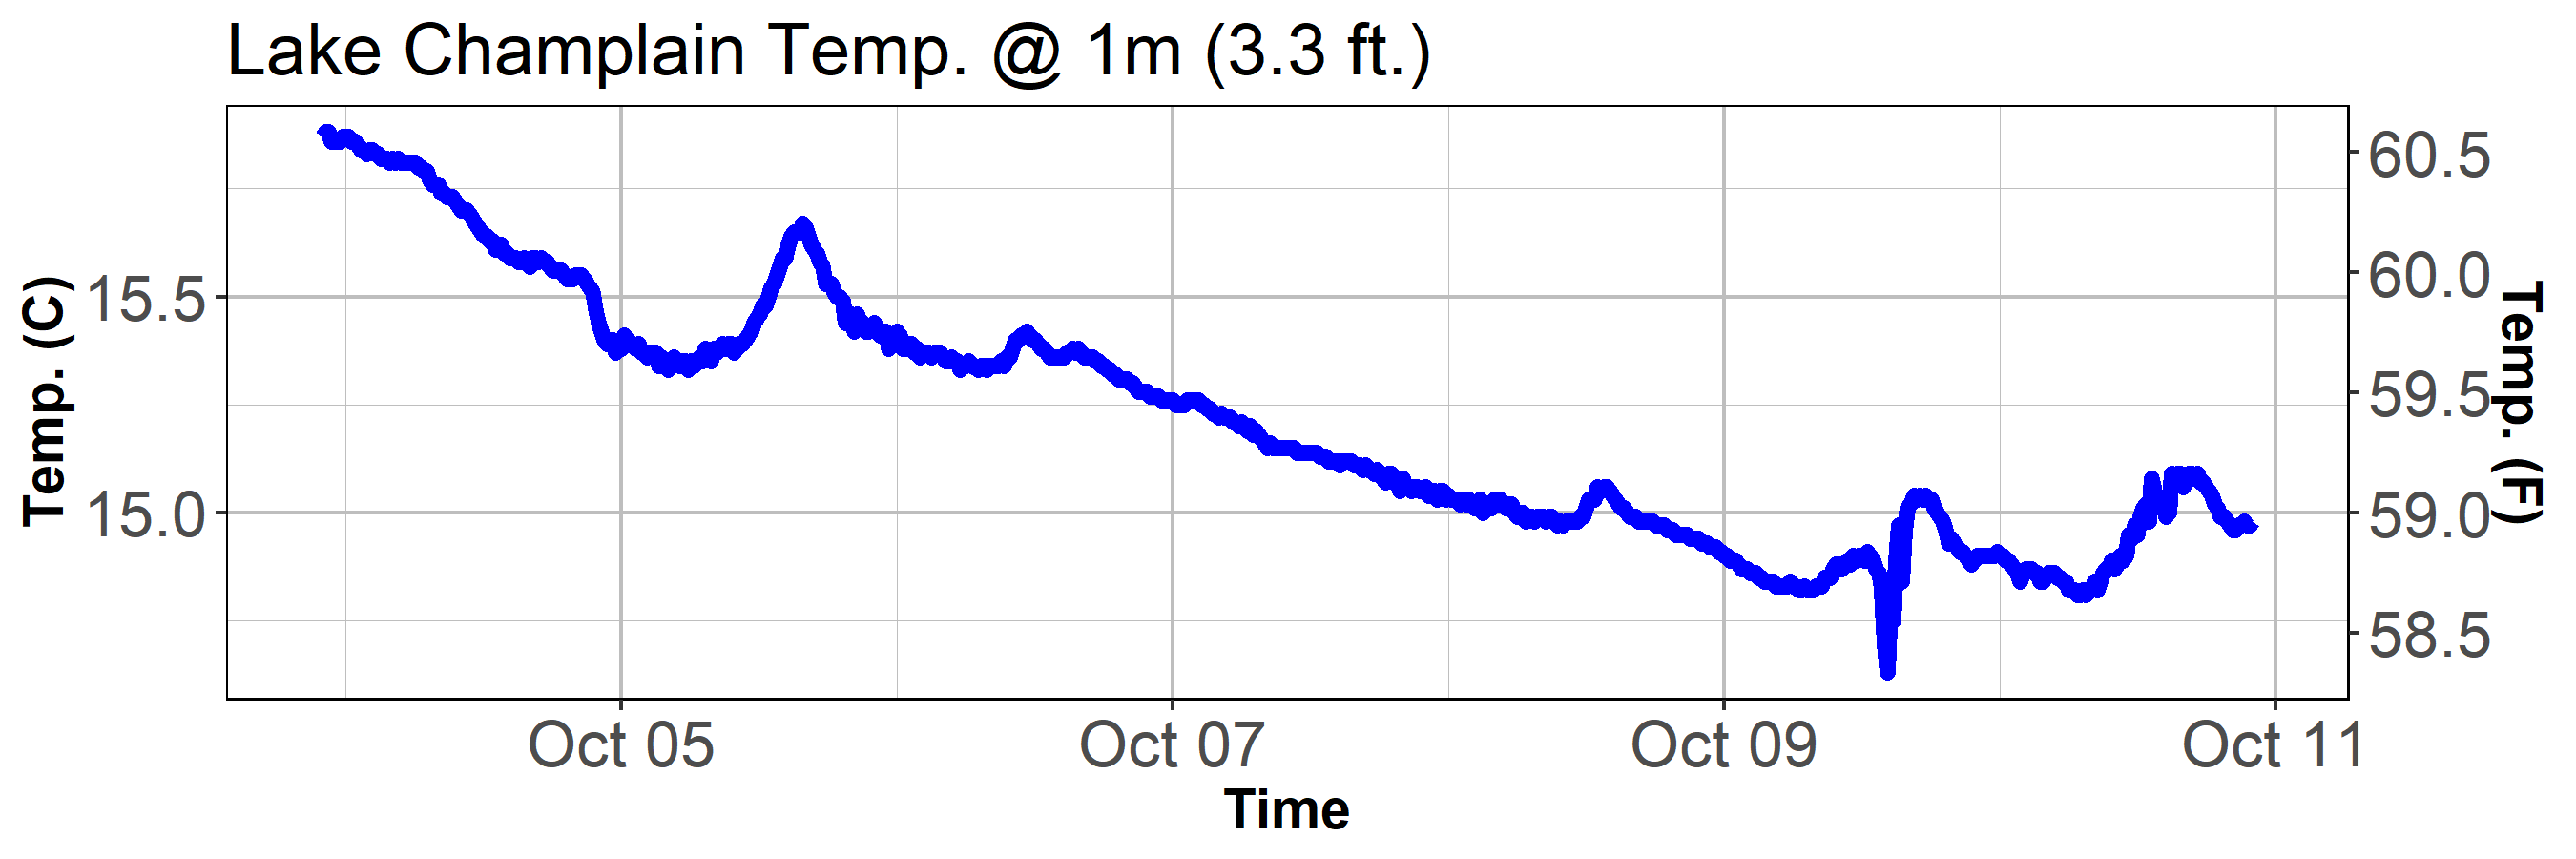 Lake Champlain Temp. @ 1m (3.3 ft.)
Temp. (C)
15.5
15.0
60.5
60.0
59.5
59.0
58.5
Temp. (F)
Oct 05
Oct 07
Oct 09
Oct 11
Time